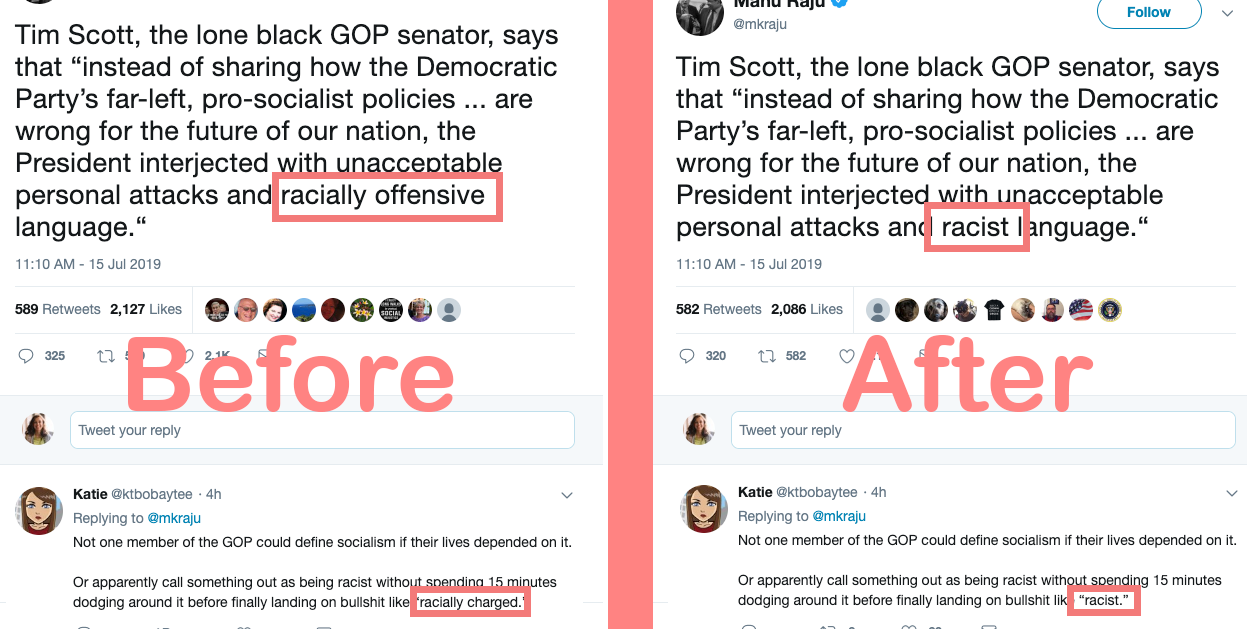 Tim Scott, the lone black GOP senator, says
that “instead of sharing how the Democratic
Party’s far-left, pro-socialist policies ... are
wrong for the future of our nation, the
President interjected with unacceptable
personal attacks and racially offensive
language.“
11:10 AM - 15 Jul 2019
589 Retweets 2,127 Likes
325
2.1K
Before
Tweet your reply
Katie @ktbobaytee · 4h
Replying to @mkraju
Not one member of the GOP could define socialism if their lives depended on it.
Or apparently call something out as being racist without spending 15 minutes
dodging around it before finally landing on bullshit like “racially charged.”
Manu Raju
@mkraju
Follow
Tim Scott, the lone black GOP senator, says
that “instead of sharing how the Democratic
Party’s far-left, pro-socialist policies ... are
wrong for the future of our nation, the
President interjected with unacceptable
personal attacks and racist language.“
11:10 AM - 15 Jul 2019
582 Retweets 2,086 Likes
320 582
After
Tweet your reply
Katie @ktbobaytee · 4h
Replying to @mkraju
Not one member of the GOP could define socialism if their lives depended on it.
Or apparently call something out as being racist without spending 15 minutes
dodging around it before finally landing on bullshit like “racist.”